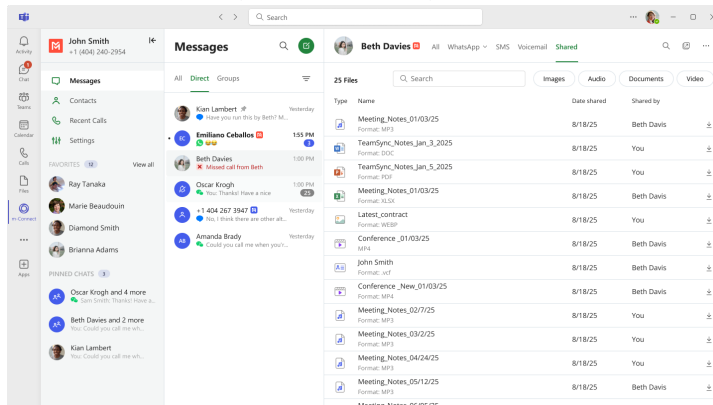 Search
Activity
Chat
Teams
Calendar
Calls
Files
m-Connect
Apps
John Smith
+1 (404) 240-2954
Messages
Contacts
Recent Calls
Settings
FAVORITES 12 View all
Ray Tanaka
Marie Beaudouin
Diamond Smith
Brianna Adams
PINNED CHATS 3
Oscar Krogh and 4 more
Sam Smith: Thanks! Have a...
Beth Davies and 2 more
You: Could you call me wh...
Kian Lambert
You: Could you call me wh...
Messages
All Direct Groups
Kian Lambert Yesterday
Have you run this by Beth? M...
EC Emiliano Ceballos 1:55 PM
3
Beth Davies 1:00 PM
Missed call from Beth
Oscar Krogh 1:00 PM
You: Thanks! Have a nice 25
+1 404 267 3947 Yesterday
No, I think there are other alt...
AB Amanda Brady Yesterday
Could you call me when you'r...
Beth Davies All WhatsApp SMS Voicemail Shared
25 Files Search Images Audio Documents Video
Type Name Date shared Shared by
Meeting_Notes_01/03/25 8/18/25 Beth Davis
Format: MP3
TeamSync_Notes_Jan_3_2025 8/18/25 You
Format: DOC
TeamSync_Notes_Jan_5_2025 8/18/25 You
Format: PDF
Meeting_Notes_01/03/25 8/18/25 Beth Davis
Format: XLSX
Latest_contract 8/18/25 You
Format: WEBP
Conference _01/03/25 8/18/25 Beth Davis
MP4
John Smith 8/18/25 Beth Davis
Format: .vcf
Conference _New_01/03/25 8/18/25 Beth Davis
Format: MP4
Meeting_Notes_02/7/25 8/18/25 You
Format: MP3
Meeting_Notes_03/2/25 8/18/25 Beth Davis
Format: MP3
Meeting_Notes_04/24/25 8/18/25 You
Format: MP3
Meeting_Notes_05/12/25 8/18/25 Beth Davis
Format: MP3